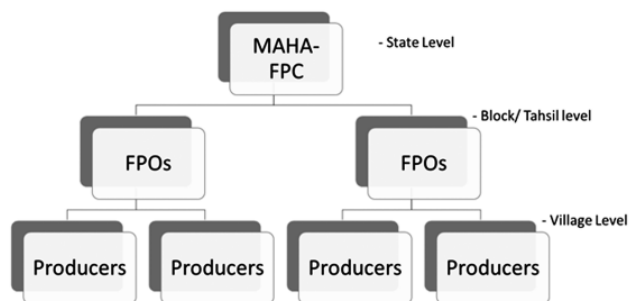 MAHA-
FPC
- State Level
- Block/ Tahsil level
FPOs
FPOs
- Village Level
Producers
Producers
Producers
Producers